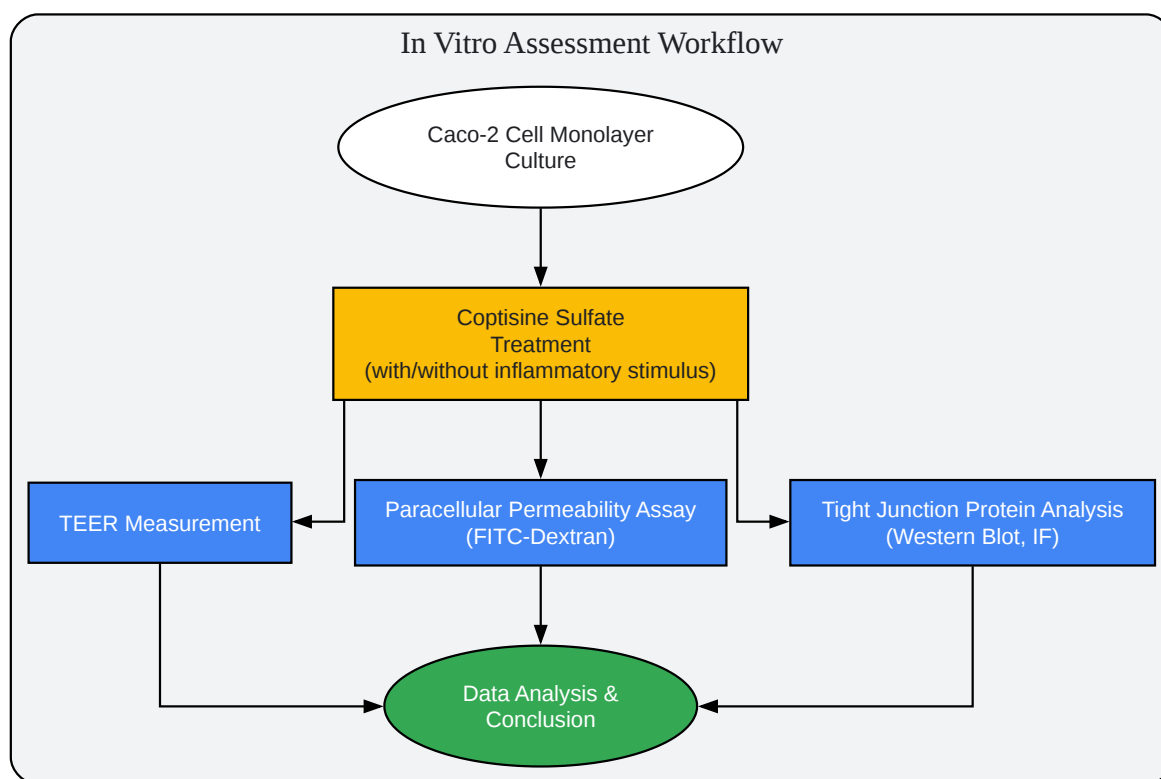 In Vitro Assessment Workflow
Caco-2 Cell Monolayer
Culture
Coptisine Sulfate
Treatment
(with/without inflammatory stimulus)
TEER Measurement
Paracellular Permeability Assay
(FITC-Dextran)
Tight Junction Protein Analysis
(Western Blot, IF)
Data Analysis &
Conclusion